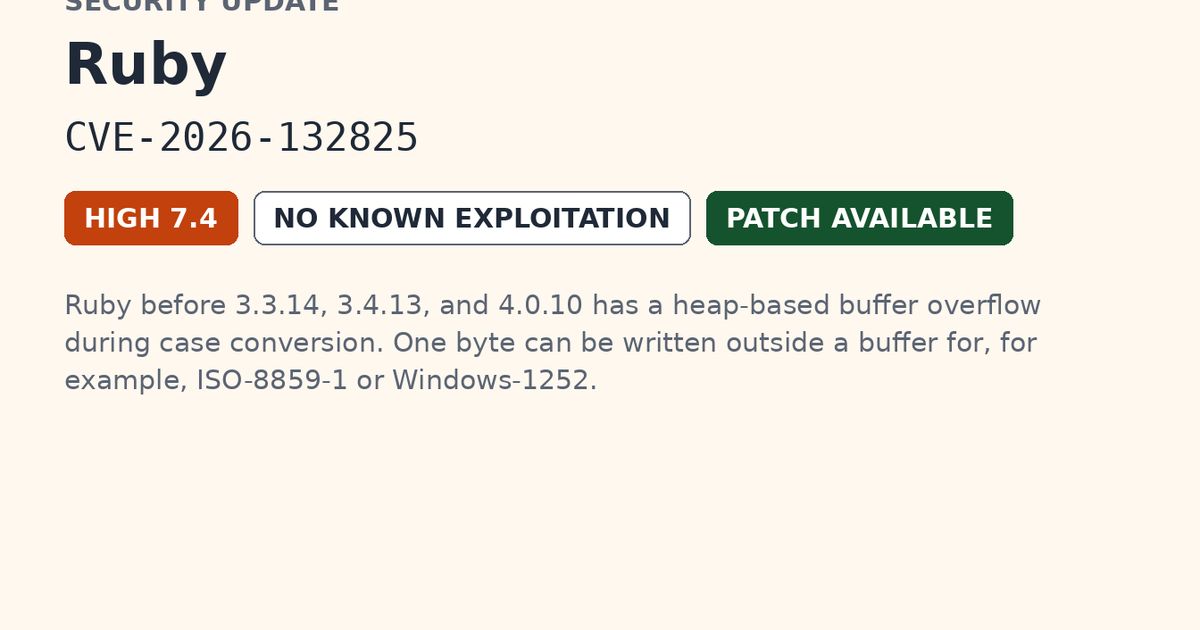 SECURITY UPDATE
Ruby
CVE-2026-132825
HIGH 7.4
NO KNOWN EXPLOITATION
PATCH AVAILABLE
Ruby before 3.3.14, 3.4.13, and 4.0.10 has a heap-based buffer overflow
during case conversion. One byte can be written outside a buffer for, for
example, ISO-8859-1 or Windows-1252.